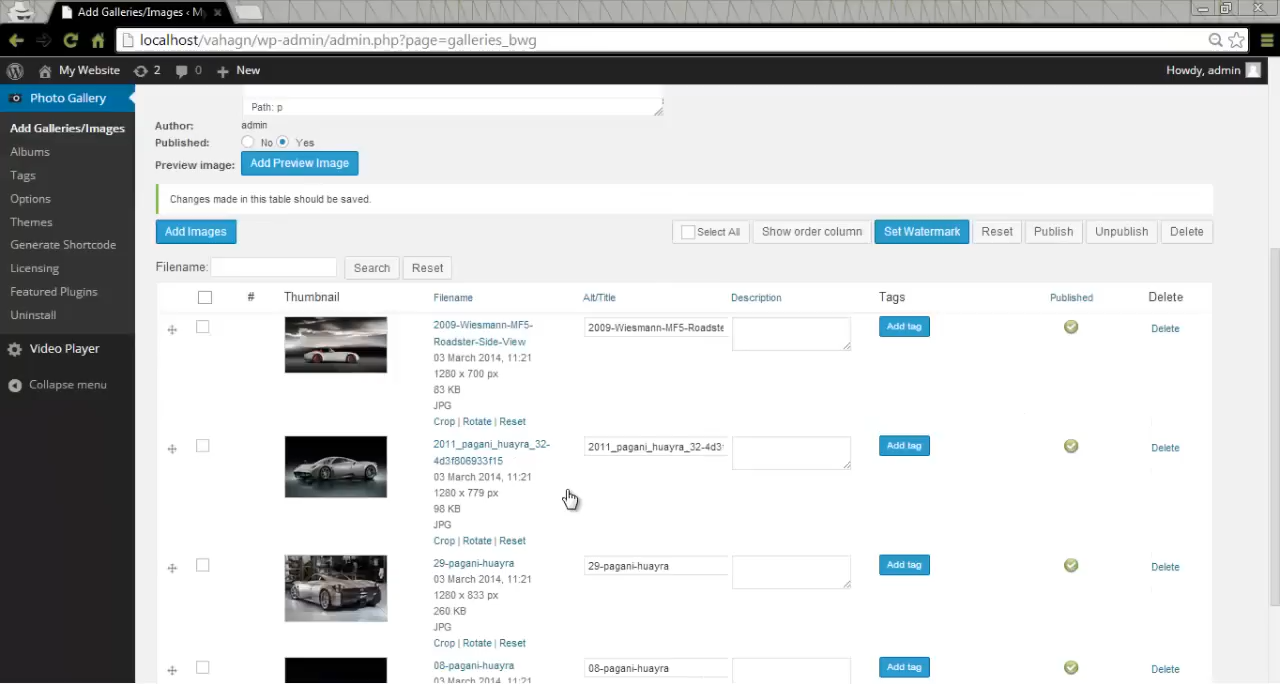 Add Galleries/Images ‹ My
localhost/vahagn/wp-admin/admin.php?page=galleries_bwg
My Website 2 0 New Howdy, admin
Photo Gallery
Add Galleries/Images
Albums
Tags
Options
Themes
Generate Shortcode
Licensing
Featured Plugins
Uninstall
Video Player
Collapse menu
Path: p
Author: admin
Published: No Yes
Preview image: Add Preview Image
Changes made in this table should be saved.
Add Images Select All Show order column Set Watermark Reset Publish Unpublish Delete
Filename: Search Reset
# Thumbnail Filename Alt/Title Description Tags Published Delete
2009-Wiesmann-MF5-
Roadster-Side-View
03 March 2014, 11:21
1280 x 700 px
83 KB
JPG
Crop | Rotate | Reset
2009-Wiesmann-MF5-Roadste
Add tag
Delete
2011_pagani_huayra_32-
4d3f806933f15
03 March 2014, 11:21
1280 x 779 px
98 KB
JPG
Crop | Rotate | Reset
2011_pagani_huayra_32-4d3
Add tag
Delete
29-pagani-huayra
03 March 2014, 11:21
1280 x 833 px
260 KB
JPG
Crop | Rotate | Reset
29-pagani-huayra
Add tag
Delete
08-pagani-huayra
03 March 2014, 11:21
08-pagani-huayra
Add tag
Delete